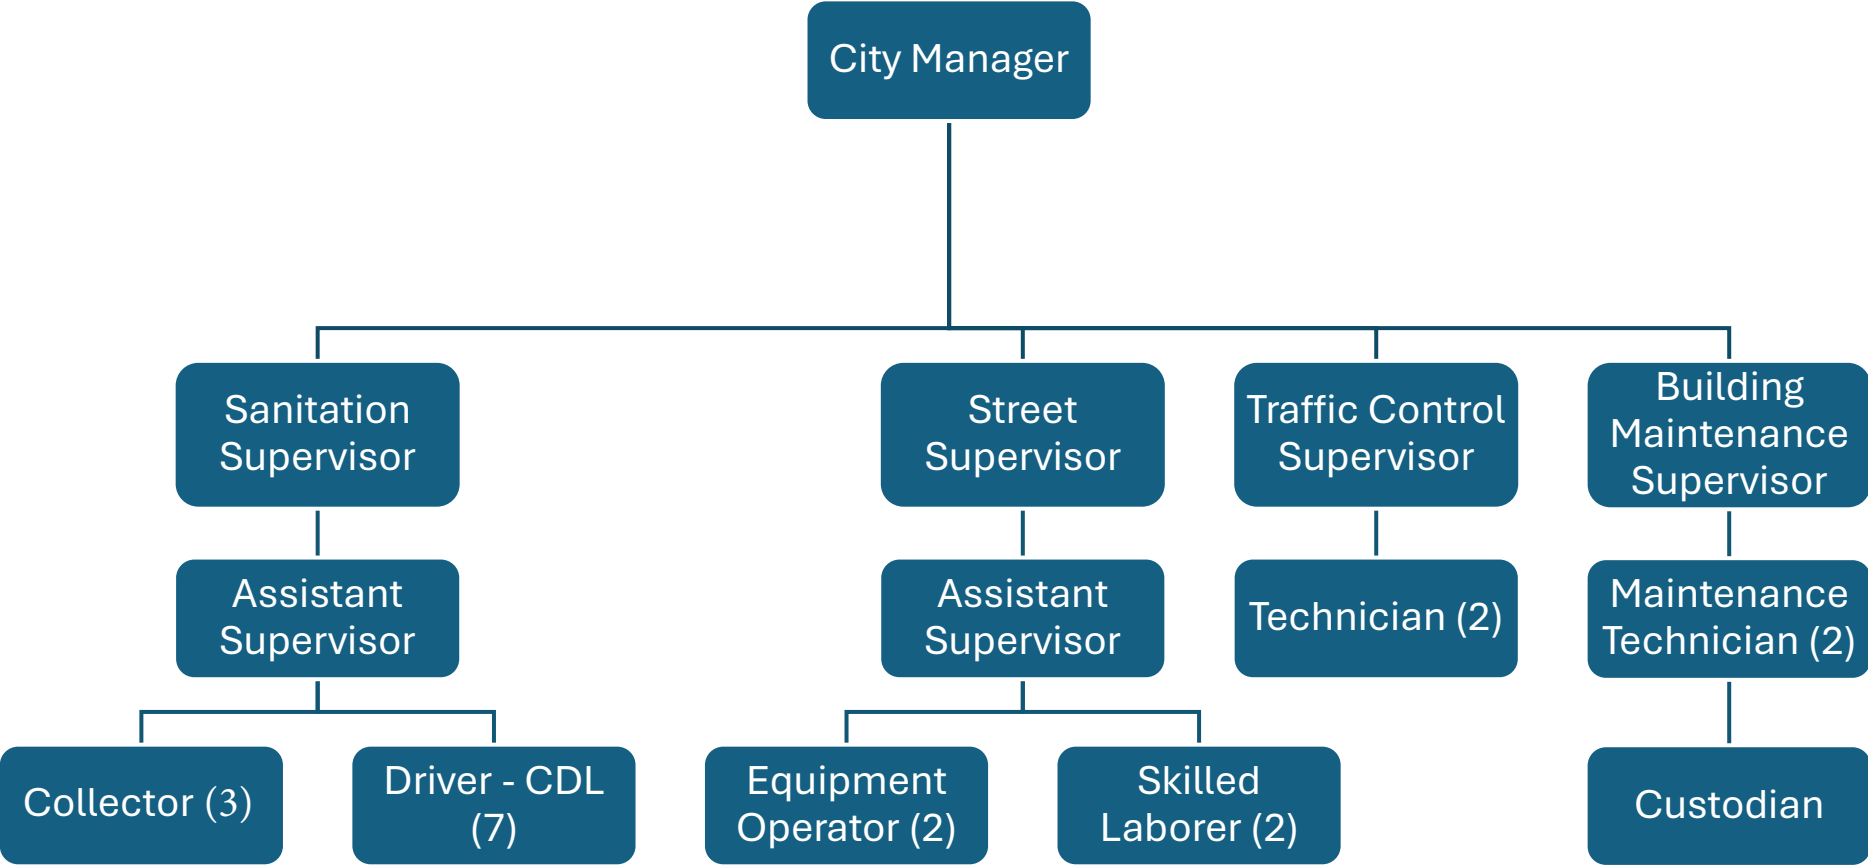 City Manager
Sanitation
Supervisor
Street
Supervisor
Traffic Control
Supervisor
Building
Maintenance
Supervisor
Assistant
Supervisor
Assistant
Supervisor
Technician (2)
Maintenance
Technician (2)
Collector (3)
Driver - CDL
(7)
Equipment
Operator (2)
Skilled
Laborer (2)
Custodian